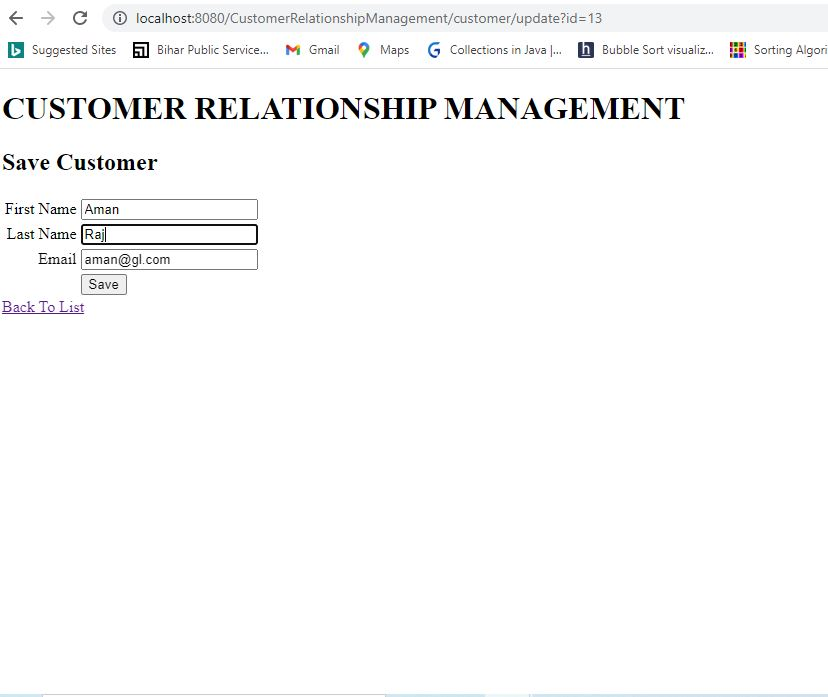 localhost:8080/CustomerRelationshipManagement/customer/update?id=13
Suggested Sites Bihar Public Service... Gmail Maps Collections in Java |... Bubble Sort visualiz... Sorting Algori
CUSTOMER RELATIONSHIP MANAGEMENT
Save Customer
First Name Aman
Last Name Raj
Email aman@gl.com
Save
Back To List